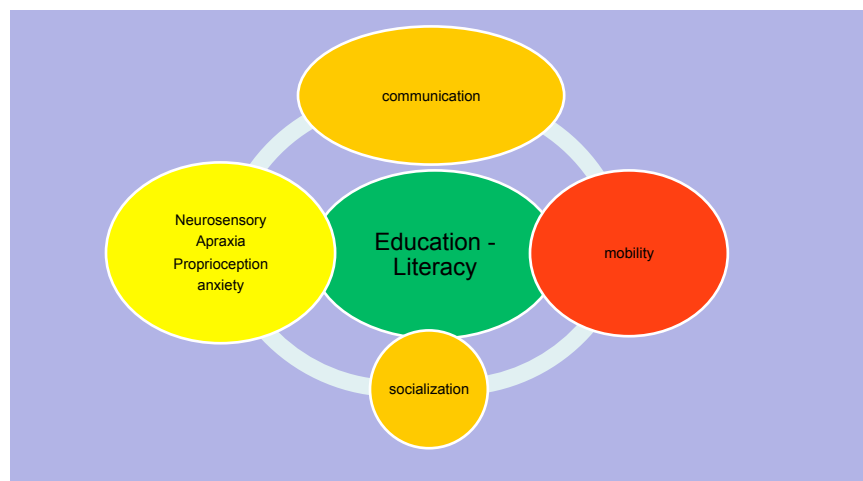 communication
Neurosensory
Apraxia
Proprioception
anxiety
Education -
Literacy
mobility
socialization